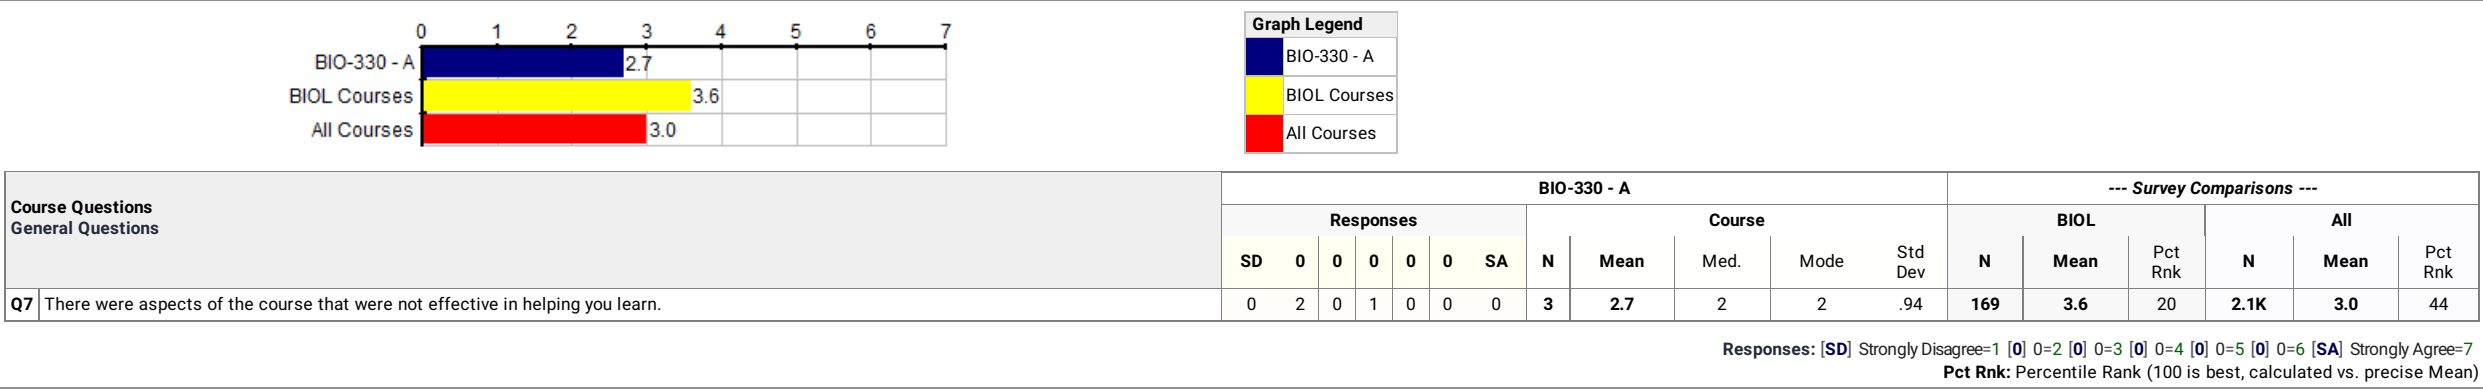 0 1 2 3 4 5 6 7
BIO-330 - A 2.7
BIOL Courses 3.6
All Courses 3.0
Graph Legend
BIO-330 - A
BIOL Courses
All Courses
Course Questions
General Questions
BIO-330 - A --- Survey Comparisons ---
Responses Course BIOL All
SD 0 0 0 0 0 SA N Mean Med. Mode Std Dev N Mean Pct Rnk N Mean Pct Rnk
Q7 There were aspects of the course that were not effective in helping you learn. 0 2 0 1 0 0 0 3 2.7 2 2 .94 169 3.6 20 2.1K 3.0 44
Responses: [SD] Strongly Disagree=1 [0] 0=2 [0] 0=3 [0] 0=4 [0] 0=5 [0] 0=6 [SA] Strongly Agree=7
Pct Rnk: Percentile Rank (100 is best, calculated vs. precise Mean)